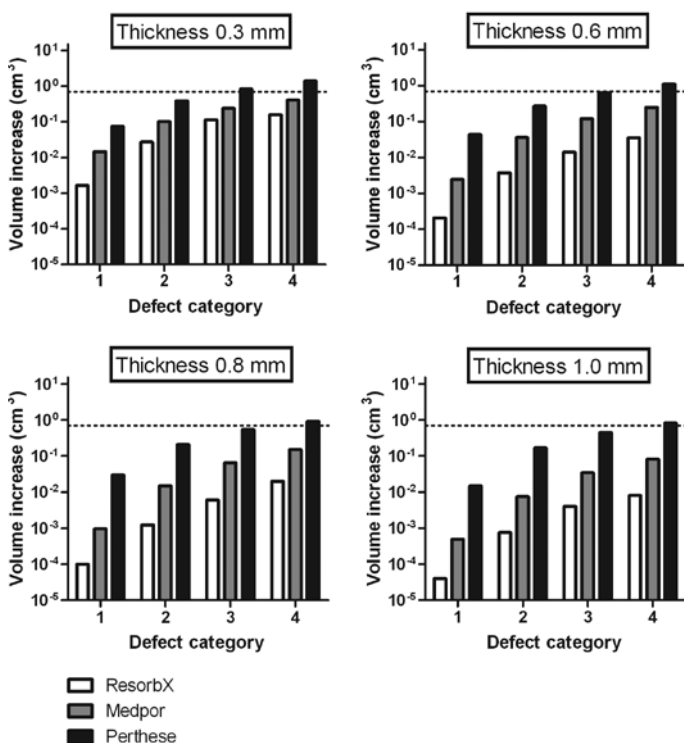 Thickness 0.3 mm
Volume increase (cm³)
10¹
10⁰
10⁻¹
10⁻²
10⁻³
10⁻⁴
10⁻⁵
1 2 3 4
Defect category
Thickness 0.6 mm
Volume increase (cm³)
10¹
10⁰
10⁻¹
10⁻²
10⁻³
10⁻⁴
10⁻⁵
1 2 3 4
Defect category
Thickness 0.8 mm
Volume increase (cm³)
10¹
10⁰
10⁻¹
10⁻²
10⁻³
10⁻⁴
10⁻⁵
1 2 3 4
Defect category
Thickness 1.0 mm
Volume increase (cm³)
10¹
10⁰
10⁻¹
10⁻²
10⁻³
10⁻⁴
10⁻⁵
1 2 3 4
Defect category
ResorbX
Medpor
Perthese